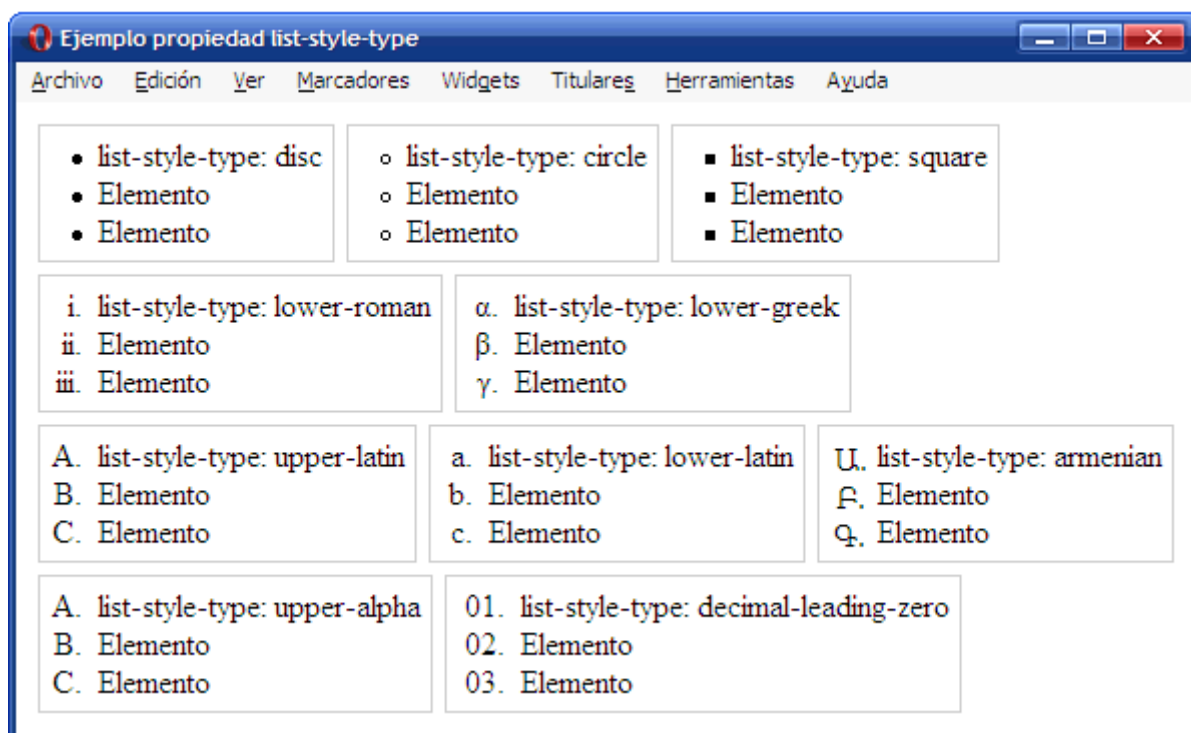 Ejemplo propiedad list-style-type
Archivo Edición Ver Marcadores Widgets Titulares Herramientas Ayuda
• list-style-type: disc
• Elemento
• Elemento
◦ list-style-type: circle
◦ Elemento
◦ Elemento
▪ list-style-type: square
▪ Elemento
▪ Elemento
i. list-style-type: lower-roman
ii. Elemento
iii. Elemento
α. list-style-type: lower-greek
β. Elemento
γ. Elemento
A. list-style-type: upper-latin
B. Elemento
C. Elemento
a. list-style-type: lower-latin
b. Elemento
c. Elemento
Ա. list-style-type: armenian
Բ. Elemento
Գ. Elemento
A. list-style-type: upper-alpha
B. Elemento
C. Elemento
01. list-style-type: decimal-leading-zero
02. Elemento
03. Elemento